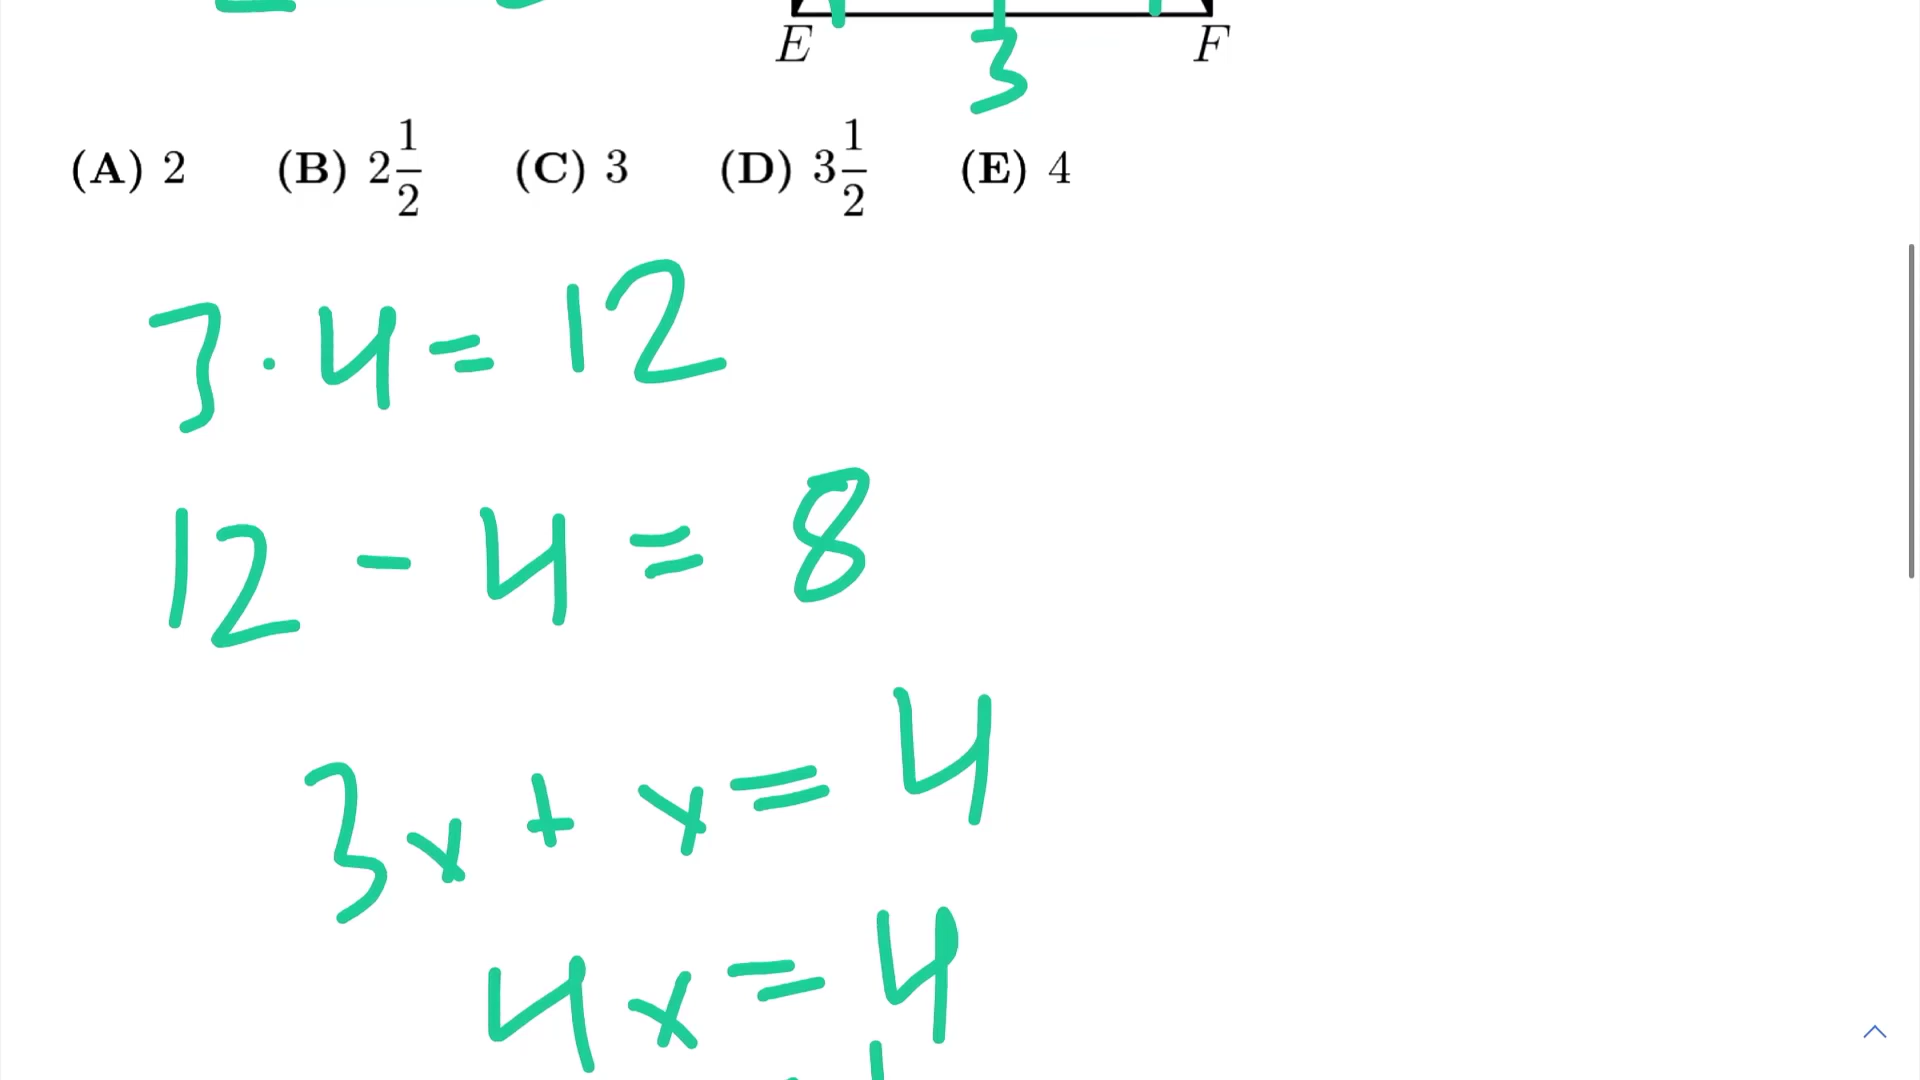 E F
3
(A) 2 (B) 2 1/2 (C) 3 (D) 3 1/2 (E) 4
3 · 4 = 12
12 - 4 = 8
3x + x = 4
4x = 4